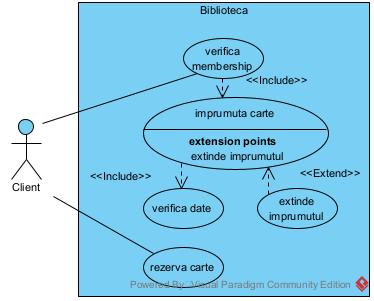 Biblioteca
verifica
membership
<<Include>>
imprumuta carte
extension points
extinde imprumutul
Client
<<Include>>
<<Extend>>
verifica date
extinde
imprumutul
rezerva carte
Powered By Visual Paradigm Community Edition